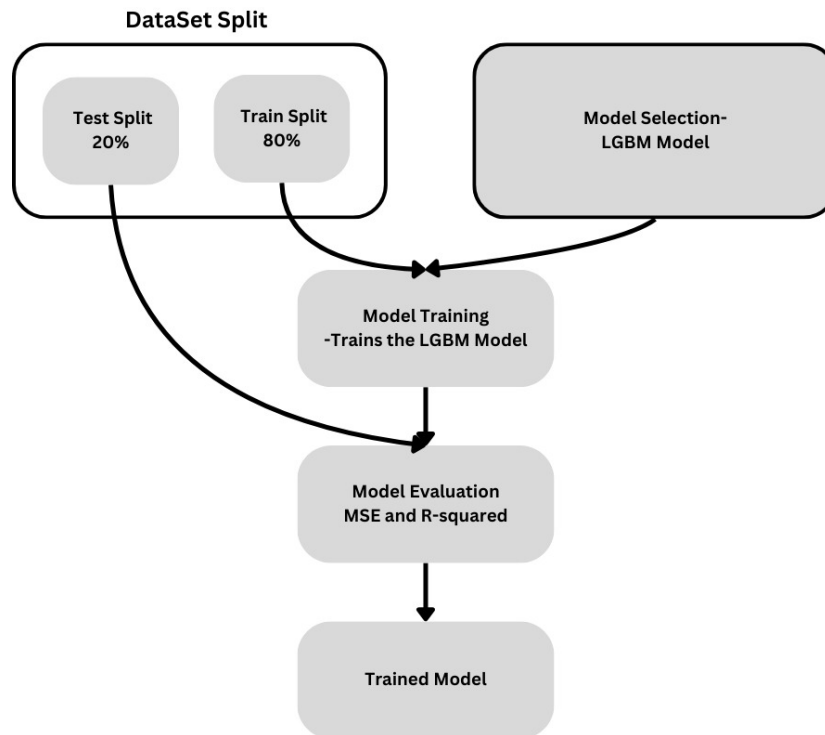 DataSet Split
Test Split
20%
Train Split
80%
Model Selection-
LGBM Model
Model Training
-Trains the LGBM Model
Model Evaluation
MSE and R-squared
Trained Model